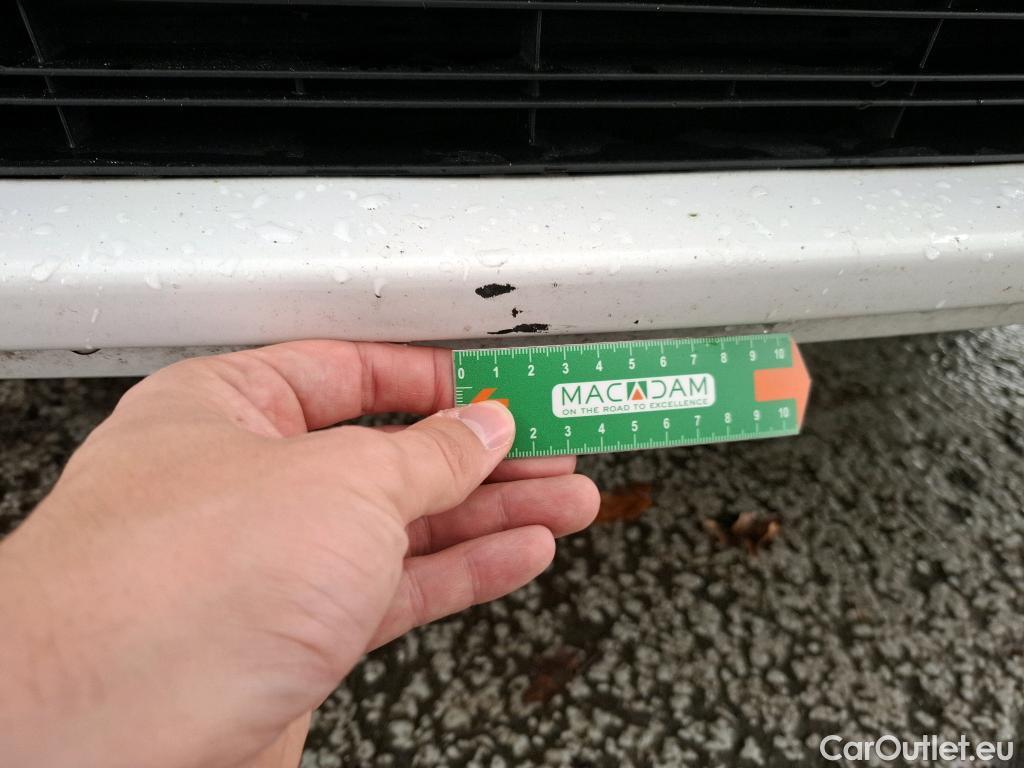 0 1 2 3 4 5 6 7 8 9 10
MACADAM
ON THE ROAD TO EXCELLENCE
2 3 4 5 6 7 8 9 10
CarOutlet.eu